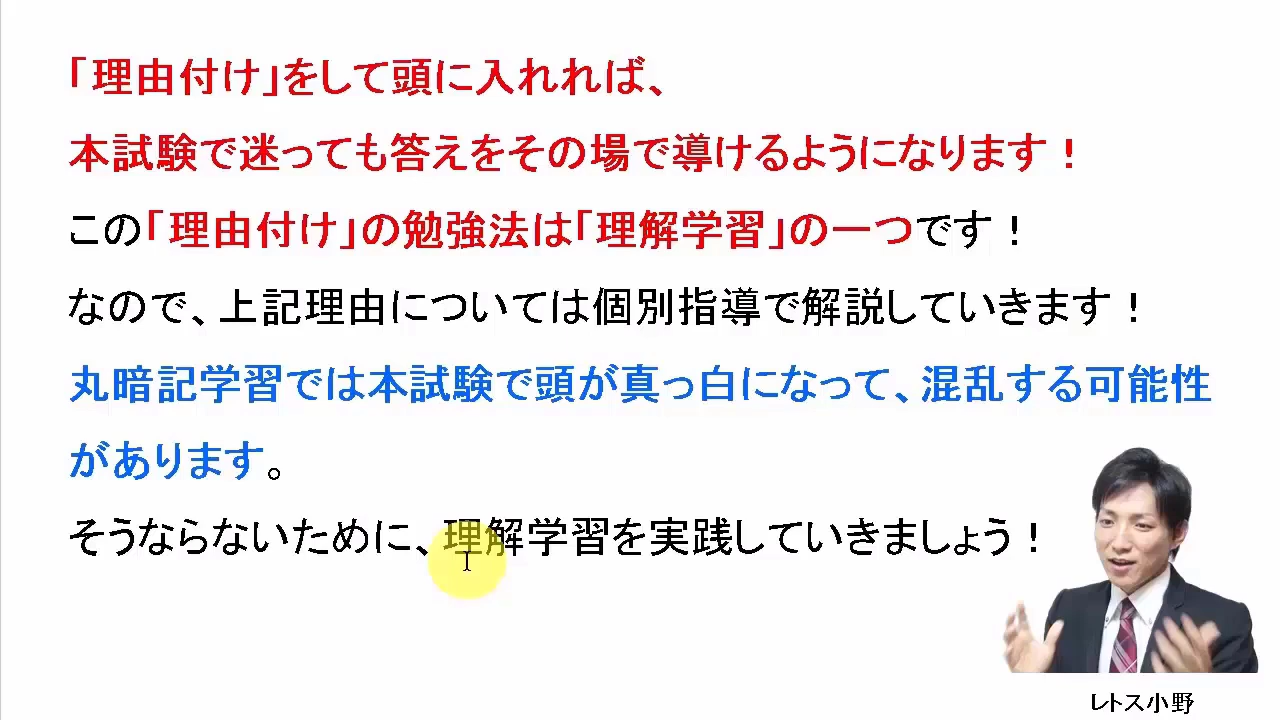 「理由付け」をして頭に入れれば、
本試験で迷っても答えをその場で導けるようになります！
この「理由付け」の勉強法は「理解学習」の一つです！
なので、上記理由については個別指導で解説していきます！
丸暗記学習では本試験で頭が真っ白になって、混乱する可能性
があります。
そうならないために、理解学習を実践していきましょう！
レトス小野